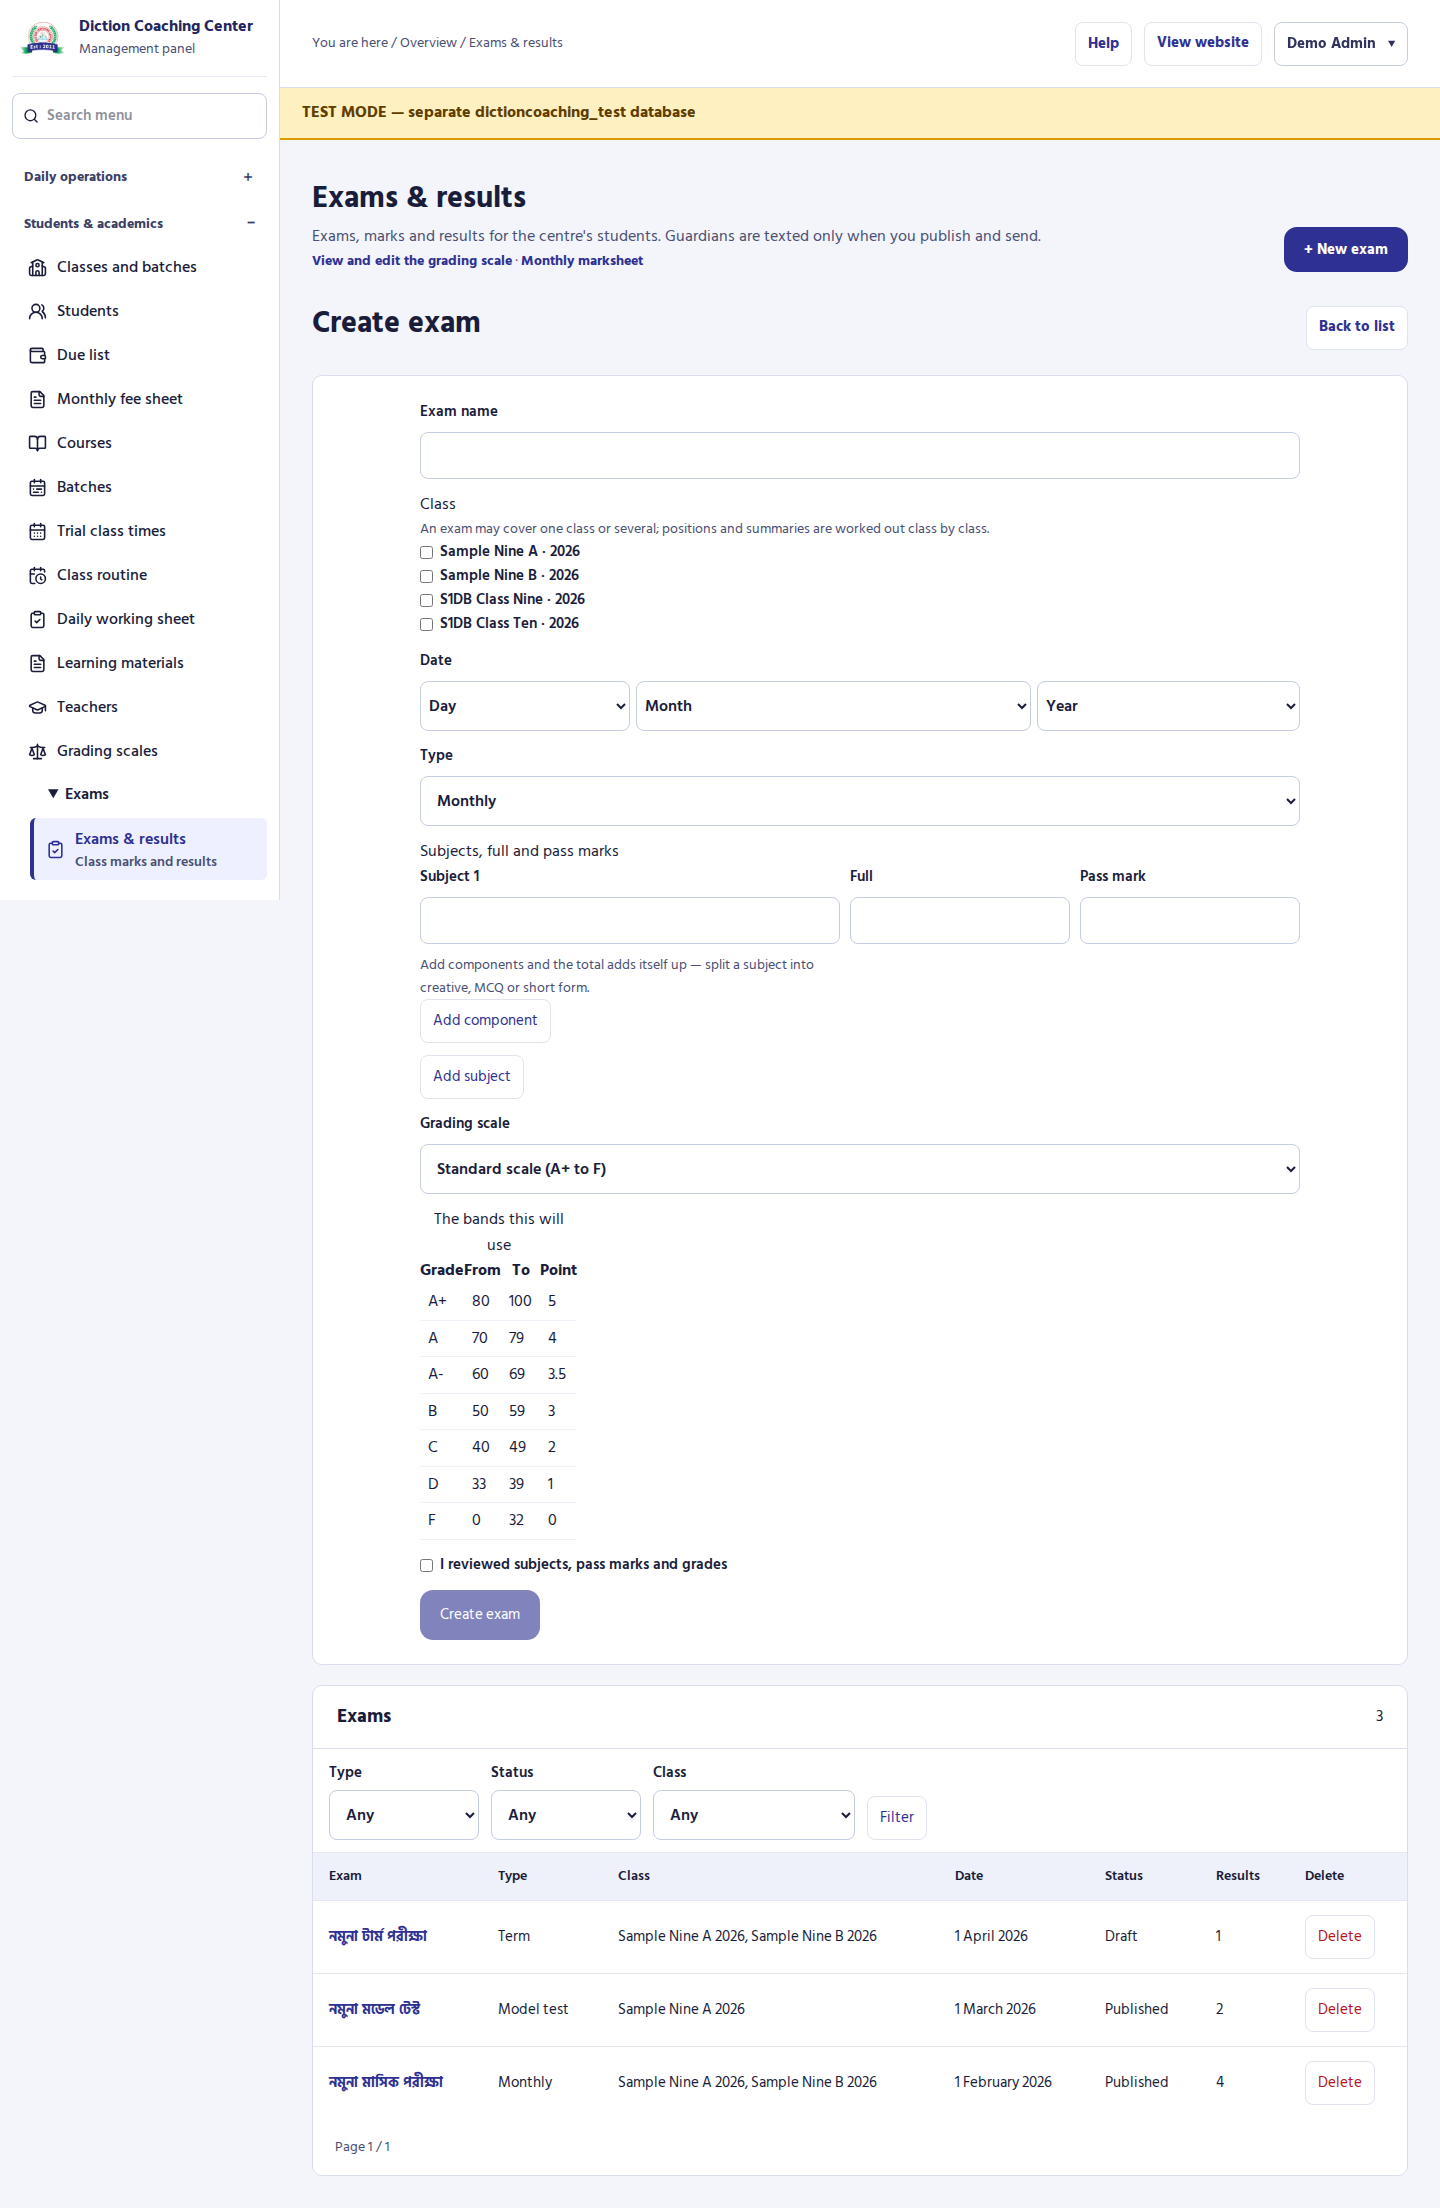 Diction Coaching Center
Management panel
Est : 2011
Search menu
Daily operations +
Students & academics −
Classes and batches
Students
Due list
Monthly fee sheet
Courses
Batches
Trial class times
Class routine
Daily working sheet
Learning materials
Teachers
Grading scales
▼ Exams
Exams & results
Class marks and results
You are here / Overview / Exams & results
Help
View website
Demo Admin ▼
TEST MODE — separate dictioncoaching_test database
Exams & results
Exams, marks and results for the centre's students. Guardians are texted only when you publish and send.
View and edit the grading scale · Monthly marksheet
+ New exam
Create exam
Back to list
Exam name
Class
An exam may cover one class or several; positions and summaries are worked out class by class.
Sample Nine A · 2026
Sample Nine B · 2026
S1DB Class Nine · 2026
S1DB Class Ten · 2026
Date
Day Month Year
Type
Monthly
Subjects, full and pass marks
Subject 1 Full Pass mark
Add components and the total adds itself up — split a subject into
creative, MCQ or short form.
Add component
Add subject
Grading scale
Standard scale (A+ to F)
The bands this will
use
Grade From To Point
A+ 80 100 5
A 70 79 4
A- 60 69 3.5
B 50 59 3
C 40 49 2
D 33 39 1
F 0 32 0
I reviewed subjects, pass marks and grades
Create exam
Exams 3
Type Status Class
Any Any Any Filter
Exam Type Class Date Status Results Delete
নমুনা টার্ম পরীক্ষা Term Sample Nine A 2026, Sample Nine B 2026 1 April 2026 Draft 1 Delete
নমুনা মডেল টেস্ট Model test Sample Nine A 2026 1 March 2026 Published 2 Delete
নমুনা মাসিক পরীক্ষা Monthly Sample Nine A 2026, Sample Nine B 2026 1 February 2026 Published 4 Delete
Page 1 / 1